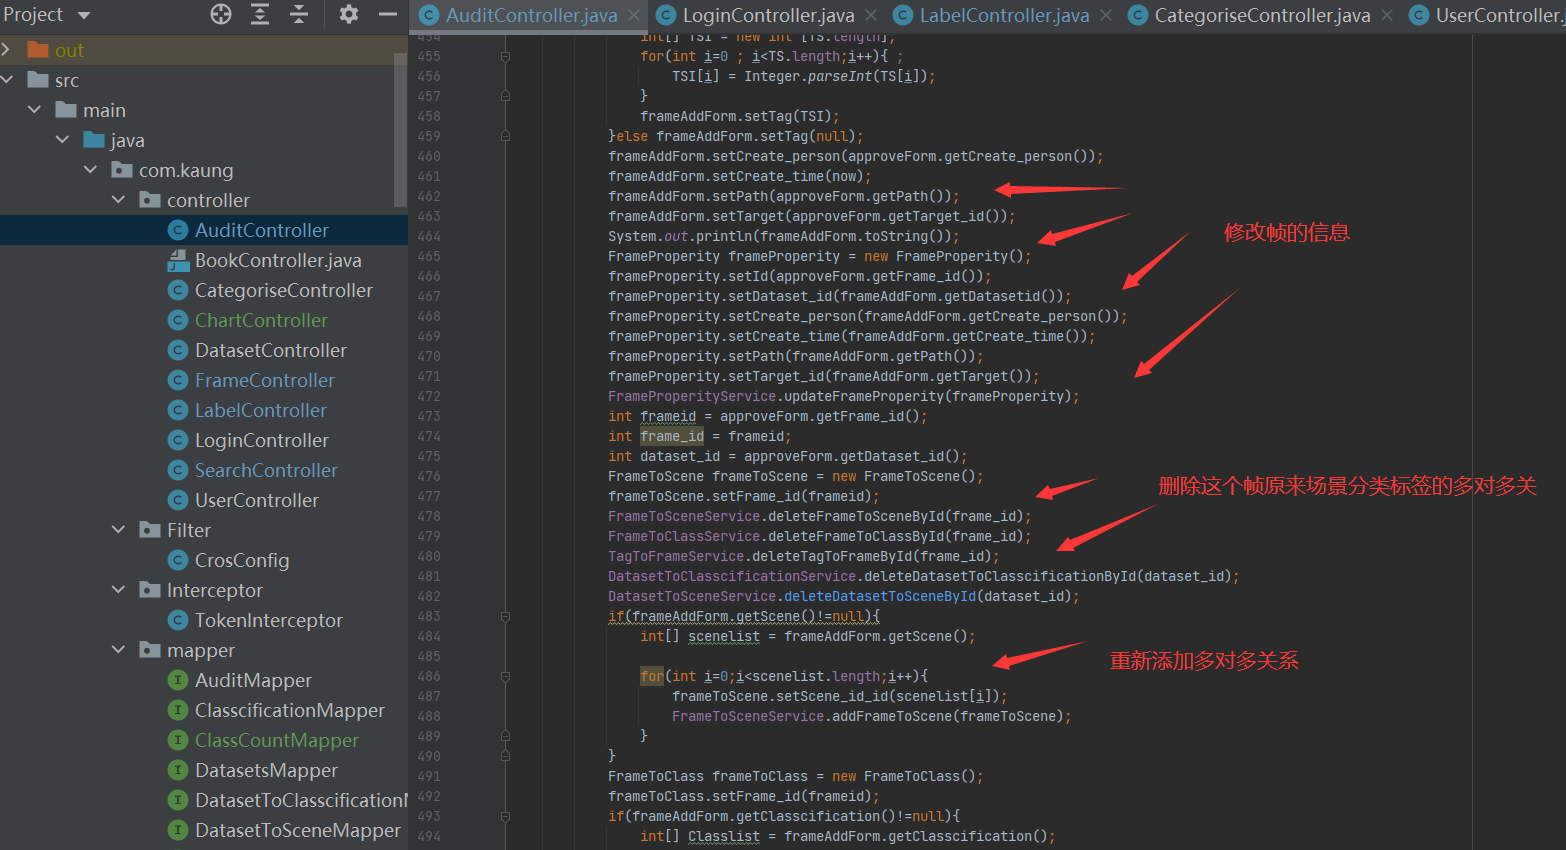 Project
AuditController.java
LoginController.java
LabelController.java
CategoriseController.java
UserController.j
out
src
main
java
com.kaung
controller
AuditController
BookController.java
CategoriseController
ChartController
DatasetController
FrameController
LabelController
LoginController
SearchController
UserController
Filter
CrosConfig
Interceptor
TokenInterceptor
mapper
AuditMapper
ClasscificationMapper
ClassCountMapper
DatasetsMapper
DatasetToClasscificationM
DatasetToSceneMapper
454 int[] TSI = new int [TS.length];
455 for(int i=0 ; i<TS.length;i++){ ;
456 TSI[i] = Integer.parseInt(TS[i]);
457 }
458 frameAddForm.setTag(TSI);
459 }else frameAddForm.setTag(null);
460 frameAddForm.setCreate_person(approveForm.getCreate_person());
461 frameAddForm.setCreate_time(now);
462 frameAddForm.setPath(approveForm.getPath());
463 frameAddForm.setTarget(approveForm.getTarget_id());
464 System.out.println(frameAddForm.toString());
465 FrameProperity frameProperity = new FrameProperity();
466 frameProperity.setId(approveForm.getFrame_id());
467 frameProperity.setDataset_id(frameAddForm.getDatasetid());
468 frameProperity.setCreate_person(frameAddForm.getCreate_person());
469 frameProperity.setCreate_time(frameAddForm.getCreate_time());
470 frameProperity.setPath(frameAddForm.getPath());
471 frameProperity.setTarget_id(frameAddForm.getTarget());
472 FrameProperityService.updateFrameProperity(frameProperity);
473 int frameid = approveForm.getFrame_id();
474 int frame_id = frameid;
475 int dataset_id = approveForm.getDataset_id();
476 FrameToScene frameToScene = new FrameToScene();
477 frameToScene.setFrame_id(frameid);
478 FrameToSceneService.deleteFrameToSceneById(frame_id);
479 FrameToClassService.deleteFrameToClassById(frame_id);
480 TagToFrameService.deleteTagToFrameById(frame_id);
481 DatasetToClasscificationService.deleteDatasetToClasscificationById(dataset_id);
482 DatasetToSceneService.deleteDatasetToSceneById(dataset_id);
483 if(frameAddForm.getScene()!=null){
484 int[] scenelist = frameAddForm.getScene();
485
486 for(int i=0;i<scenelist.length;i++){
487 frameToScene.setScene_id_id(scenelist[i]);
488 FrameToSceneService.addFrameToScene(frameToScene);
489 }
490 }
491 FrameToClass frameToClass = new FrameToClass();
492 frameToClass.setFrame_id(frameid);
493 if(frameAddForm.getClasscification()!=null){
494 int[] Classlist = frameAddForm.getClasscification();
修改帧的信息
删除这个帧原来场景分类标签的多对多关
重新添加多对多关系